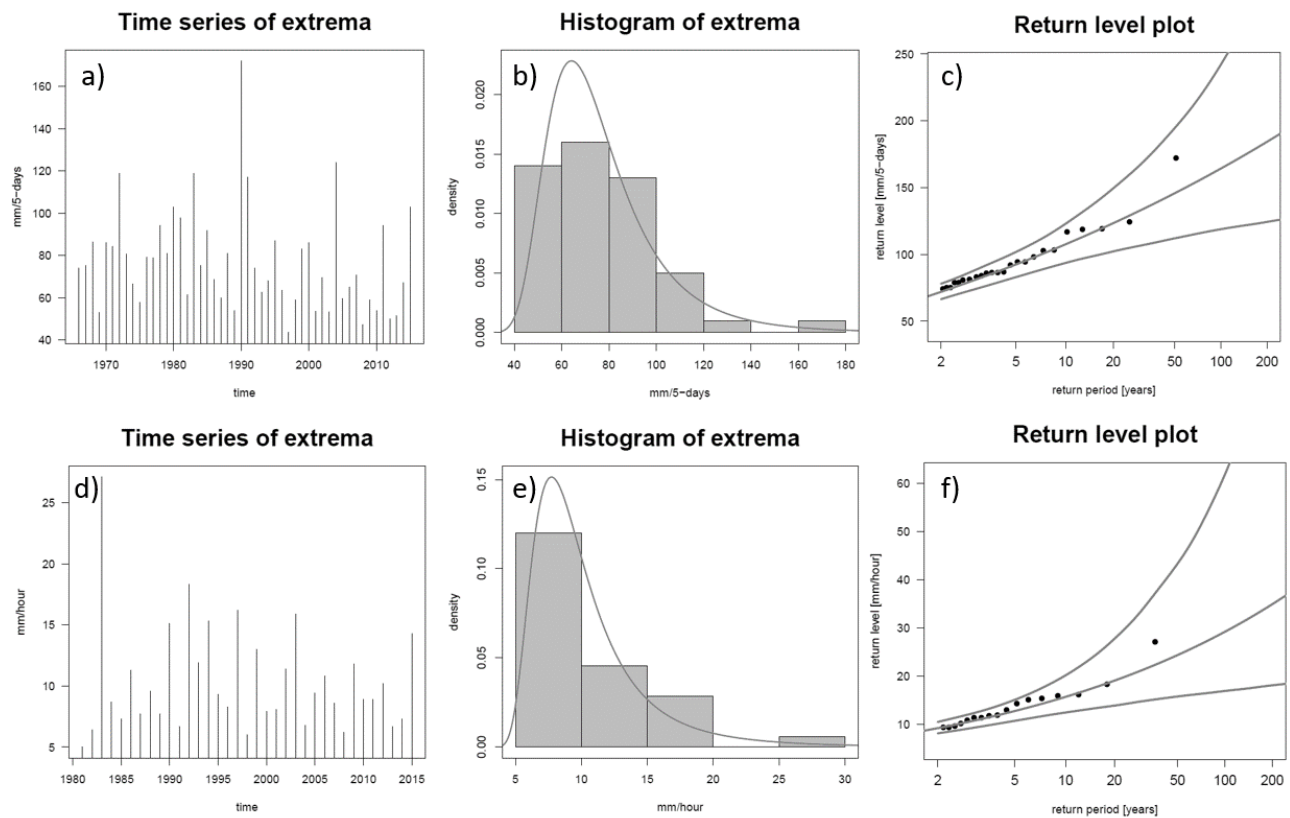 Time series of extrema
a)
mm/5−days
160
140
120
100
80
60
40
1970 1980 1990 2000 2010
time
Histogram of extrema
b)
density
0.020
0.015
0.010
0.005
0.000
40 60 80 100 120 140 160 180
mm/5−days
Return level plot
c)
return level [mm/5−days]
250
200
150
100
50
2 5 10 20 50 100 200
return period [years]
Time series of extrema
d)
mm/hour
25
20
15
10
5
1980 1985 1990 1995 2000 2005 2010 2015
time
Histogram of extrema
e)
density
0.15
0.10
0.05
0.00
5 10 15 20 25 30
mm/hour
Return level plot
f)
return level [mm/hour]
60
50
40
30
20
10
2 5 10 20 50 100 200
return period [years]